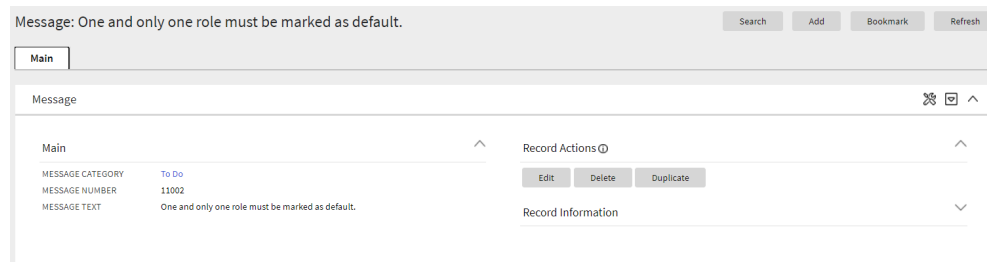 Message: One and only one role must be marked as default.
Search Add Bookmark Refresh
Main
Message
Main
MESSAGE CATEGORY To Do
MESSAGE NUMBER 11002
MESSAGE TEXT One and only one role must be marked as default.
Record Actions
Edit Delete Duplicate
Record Information